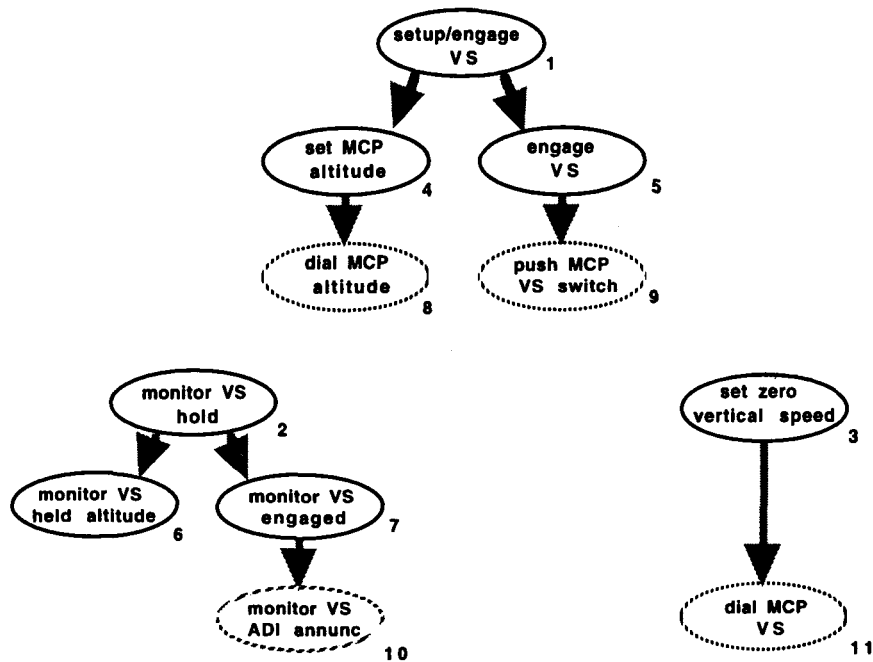 setup/engage
VS
1
set MCP
altitude
4
engage
VS
5
dial MCP
altitude
8
push MCP
VS switch
9
monitor VS
hold
2
set zero
vertical speed
3
monitor VS
held altitude
6
monitor VS
engaged
7
monitor VS
ADI annunc
10
dial MCP
VS
11